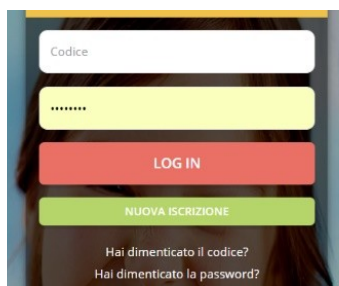 Codice
••••••••
LOG IN
NUOVA ISCRIZIONE
Hai dimenticato il codice?
Hai dimenticato la password?